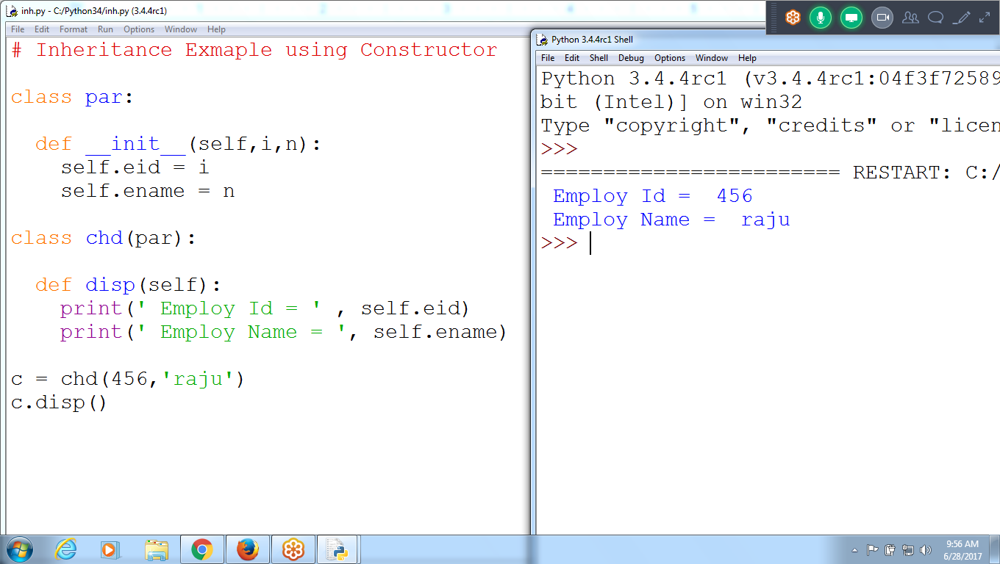 inh.py - C:/Python34/inh.py (3.4.4rc1)
File Edit Format Run Options Window Help
# Inheritance Exmaple using Constructor
class par:
def __init__(self,i,n):
self.eid = i
self.ename = n
class chd(par):
def disp(self):
print(' Employ Id = ' , self.eid)
print(' Employ Name = ', self.ename)
c = chd(456,'raju')
c.disp()
Python 3.4.4rc1 Shell
File Edit Shell Debug Options Window Help
Python 3.4.4rc1 (v3.4.4rc1:04f3f72589
bit (Intel)] on win32
Type "copyright", "credits" or "licen
>>>
======================== RESTART: C:/
Employ Id =  456
Employ Name =  raju
>>>
9:56 AM
6/28/2017